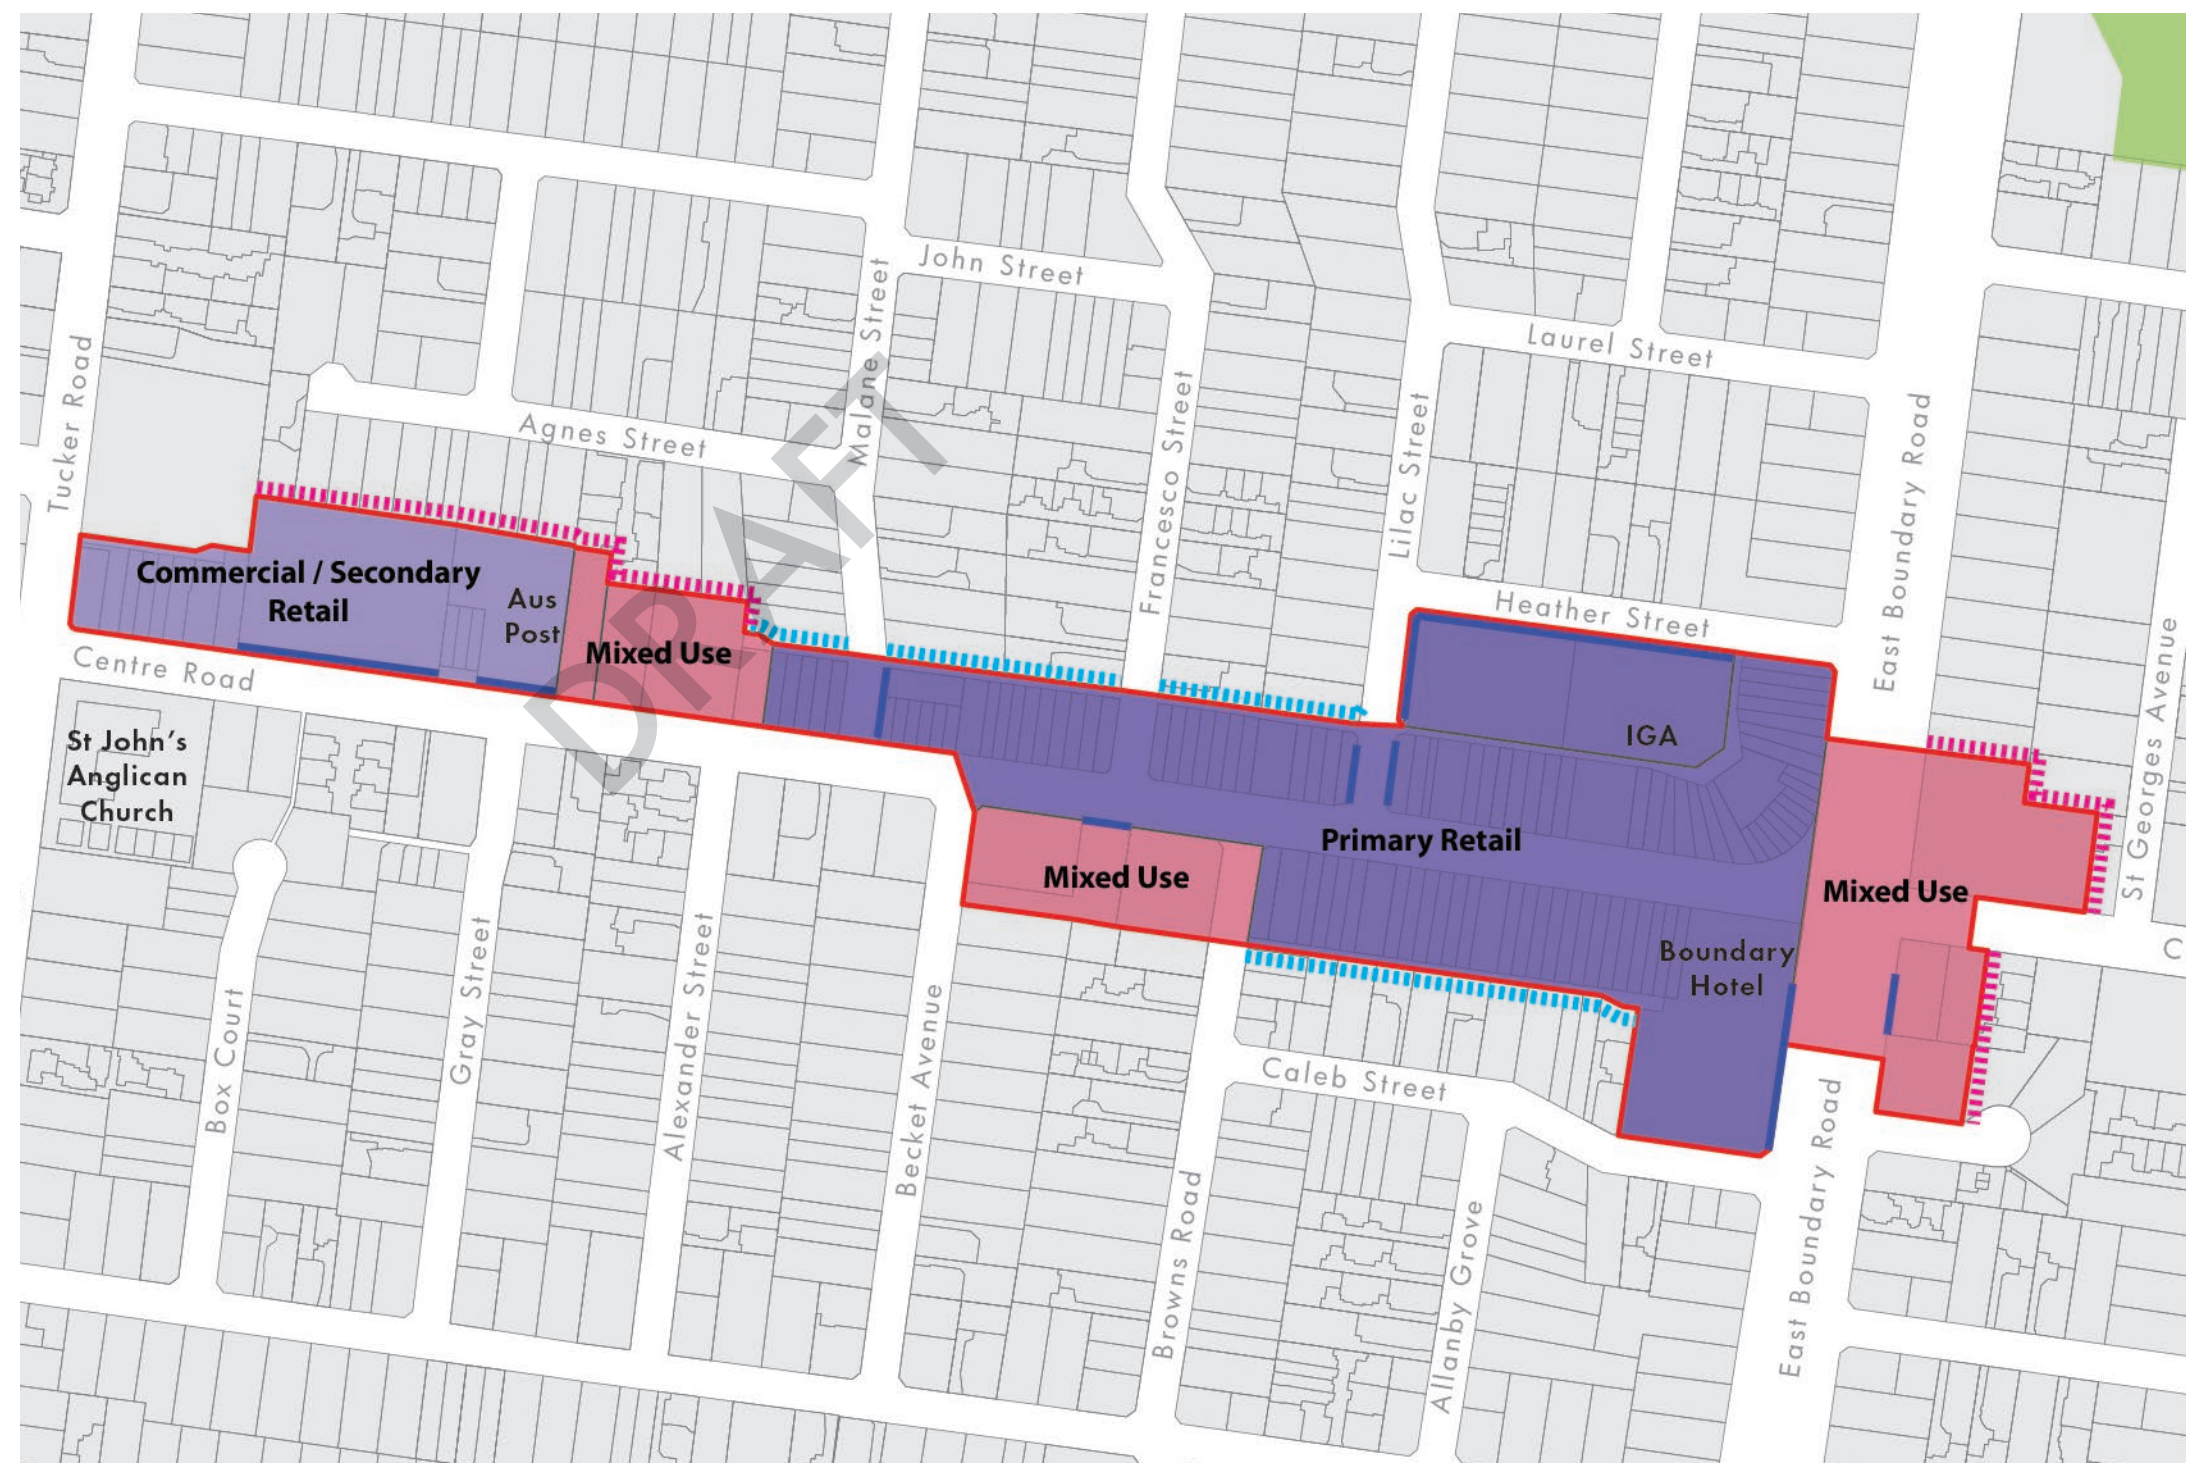 John Street
Malane Street
Laurel Street
Tucker Road
Agnes Street
Francesco Street
Lilac Street
East Boundary Road
DRAFT
Commercial / Secondary
Retail
Aus
Post
Mixed Use
Heather Street
St Georges Avenue
Centre Road
IGA
St John's
Anglican
Church
Primary Retail
Mixed Use
Mixed Use
Boundary
Hotel
C
Box Court
Gray Street
Alexander Street
Becket Avenue
Caleb Street
Browns Road
Allanby Grove
East Boundary Road